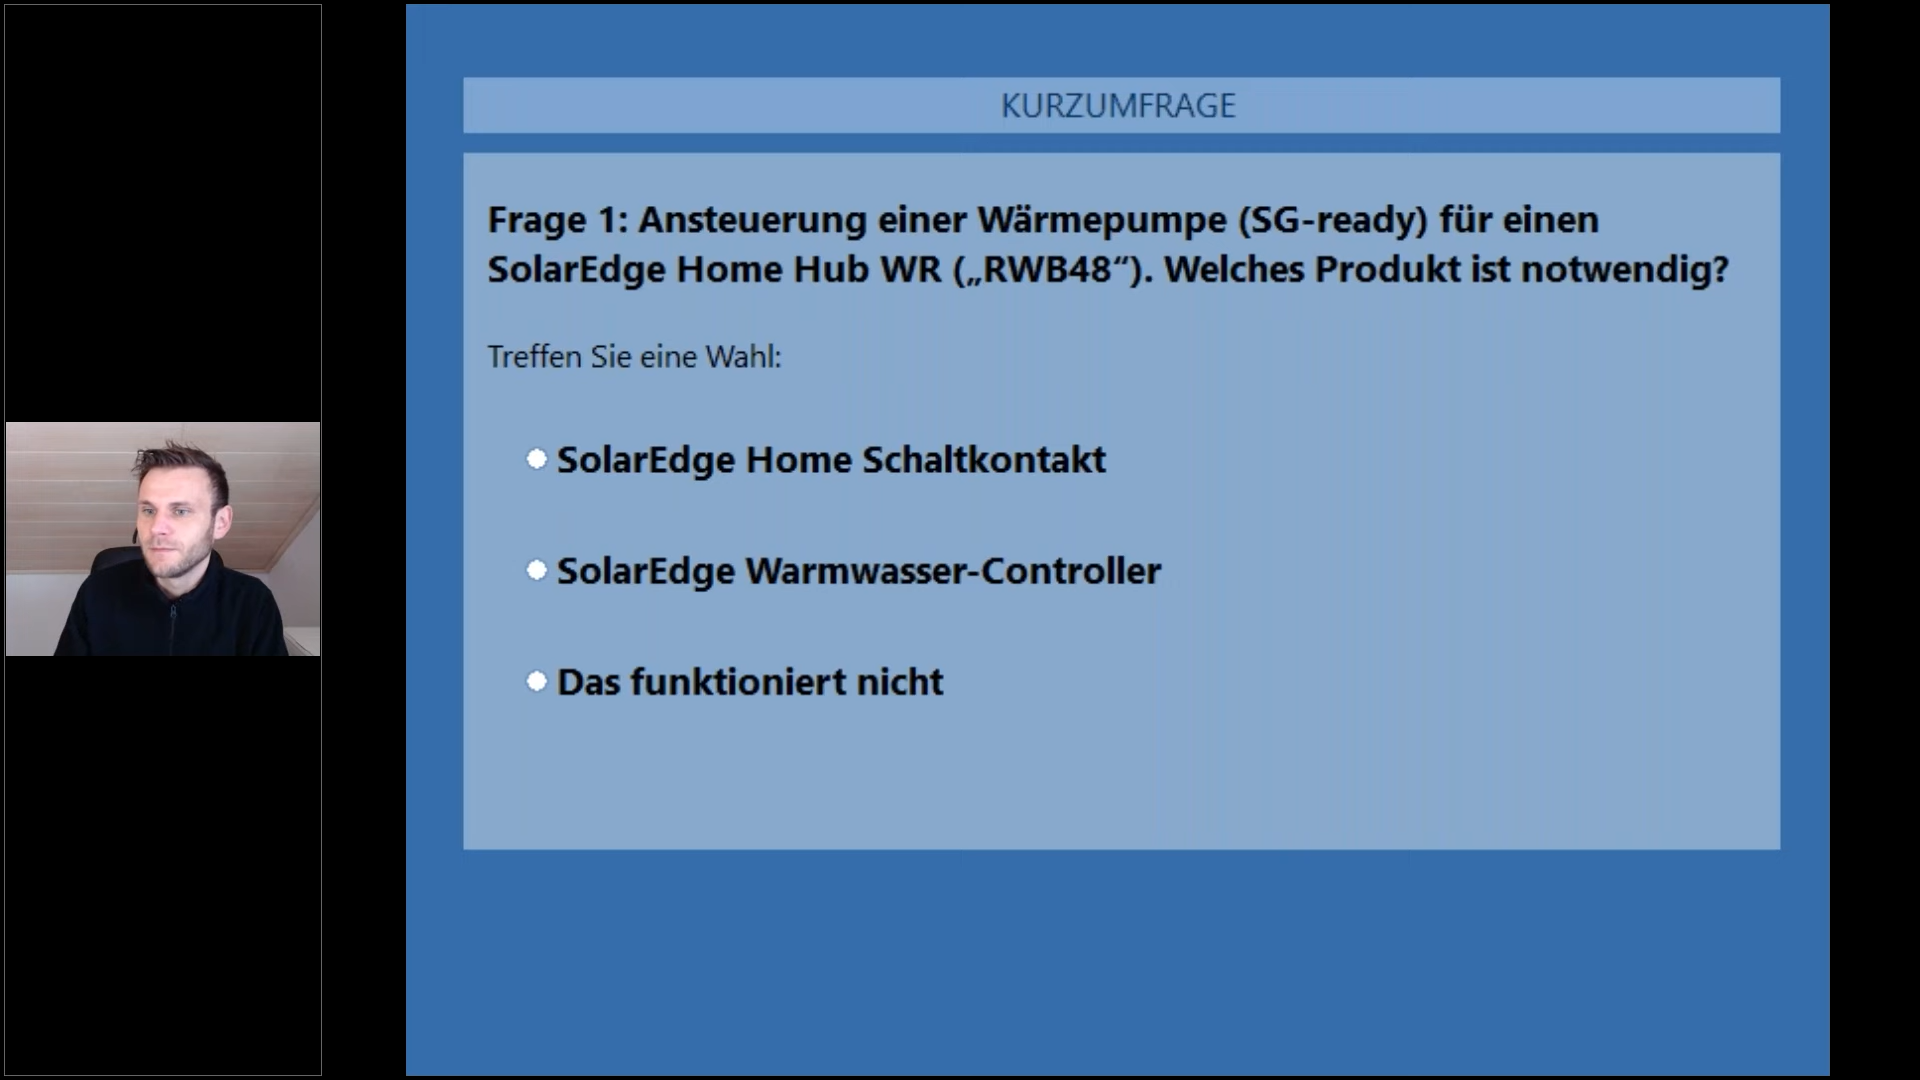 KURZUMFRAGE
Frage 1: Ansteuerung einer Wärmepumpe (SG-ready) für einen
SolarEdge Home Hub WR („RWB48“). Welches Produkt ist notwendig?
Treffen Sie eine Wahl:
SolarEdge Home Schaltkontakt
SolarEdge Warmwasser-Controller
Das funktioniert nicht